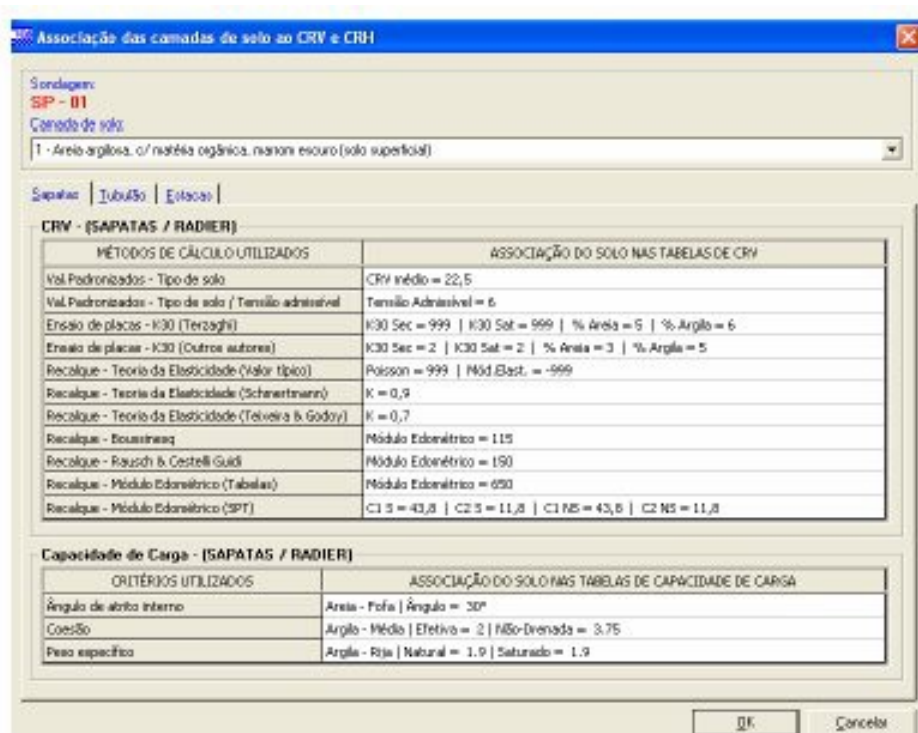 Associação das camadas de solo ao CRV e CRH
Sondagem:
SP - 01
Camada de solo:
1 - Areia argilosa, c/ matéria orgânica, marrom escuro (solo superficial)
Sapatas Tubulão Estacas
CRV - (SAPATAS / RADIER)
MÉTODOS DE CÁLCULO UTILIZADOS ASSOCIAÇÃO DO SOLO NAS TABELAS DE CRV
Val.Padronizados - Tipo de solo CRV médio = 22,5
Val.Padronizados - Tipo de solo / Tensão admissível Tensão Admissível = 6
Ensaio de placas - K30 (Terzaghi) K30 Sec = 999 | K30 Sat = 999 | % Areia = 5 | % Argila = 6
Ensaio de placas - K30 (Outros autores) K30 Sec = 2 | K30 Sat = 2 | % Areia = 3 | % Argila = 5
Recalque - Teoria da Elasticidade (Valor típico) Poisson = 999 | Mód.Elast. = -999
Recalque - Teoria da Elasticidade (Schmertmann) K = 0,9
Recalque - Teoria da Elasticidade (Teixeira & Godoy) K = 0,7
Recalque - Boussinesq Módulo Edométrico = 115
Recalque - Rausch & Cestelli Guidi Módulo Edométrico = 150
Recalque - Módulo Edométrico (Tabelas) Módulo Edométrico = 650
Recalque - Módulo Edométrico (SPT) C1 S = 43,8 | C2 S = 11,8 | C1 NS = 43,8 | C2 NS = 11,8
Capacidade de Carga - (SAPATAS / RADIER)
CRITÉRIOS UTILIZADOS ASSOCIAÇÃO DO SOLO NAS TABELAS DE CAPACIDADE DE CARGA
Ângulo de atrito interno Areia - Fofa | Ângulo = 30°
Coesão Argila - Média | Efetiva = 2 | Não-Drenada = 3.75
Peso específico Argila - Rija | Natural = 1.9 | Saturado = 1.9
OK Cancelar